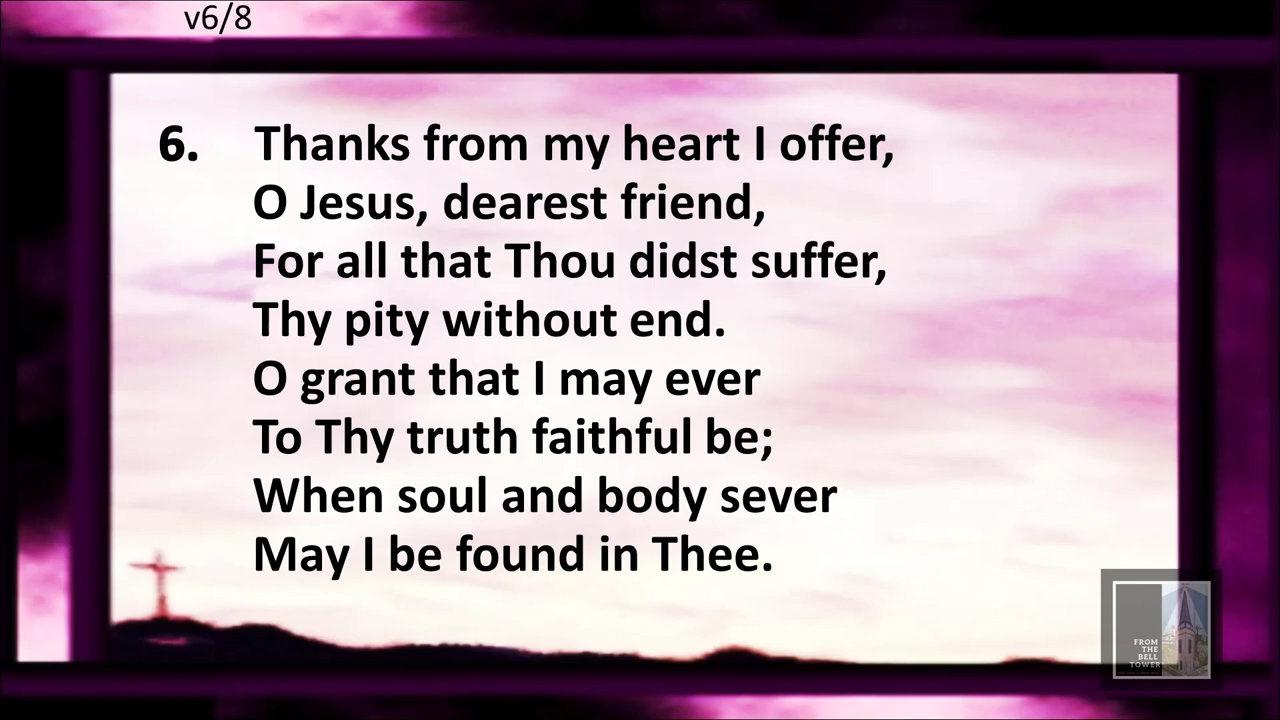 v6/8
6. Thanks from my heart I offer,
O Jesus, dearest friend,
For all that Thou didst suffer,
Thy pity without end.
O grant that I may ever
To Thy truth faithful be;
When soul and body sever
May I be found in Thee.
FROM
THE
BELL
TOWER